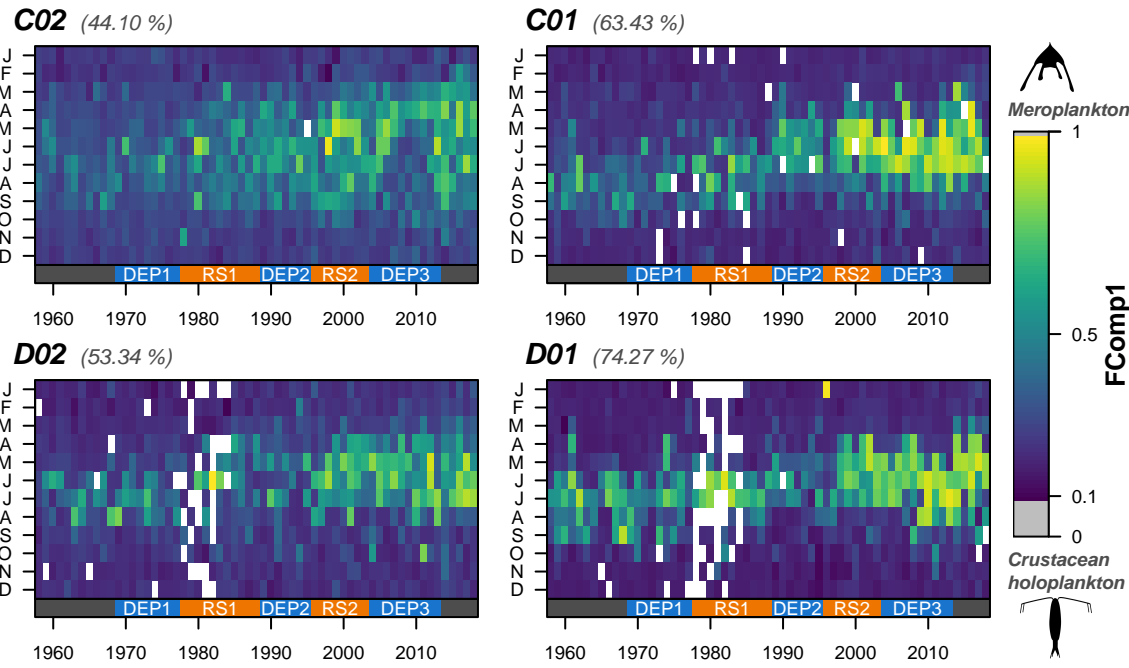 C02 (44.10 %)
C01 (63.43 %)
J
F
M
A
M
J
J
A
S
O
N
D
DEP1 RS1 DEP2 RS2 DEP3
1960 1970 1980 1990 2000 2010
J
F
M
A
M
J
J
A
S
O
N
D
DEP1 RS1 DEP2 RS2 DEP3
1960 1970 1980 1990 2000 2010
D02 (53.34 %)
D01 (74.27 %)
J
F
M
A
M
J
J
A
S
O
N
D
DEP1 RS1 DEP2 RS2 DEP3
1960 1970 1980 1990 2000 2010
J
F
M
A
M
J
J
A
S
O
N
D
DEP1 RS1 DEP2 RS2 DEP3
1960 1970 1980 1990 2000 2010
Meroplankton
1
0.5
0.1
0
FComp1
Crustacean
holoplankton